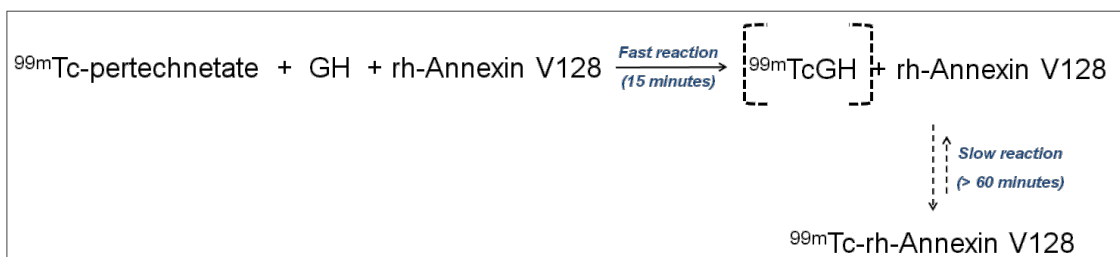 99mTc-pertechnetate + GH + rh-Annexin V128 Fast reaction (15 minutes) [99mTcGH] + rh-Annexin V128
Slow reaction
(> 60 minutes)
99mTc-rh-Annexin V128